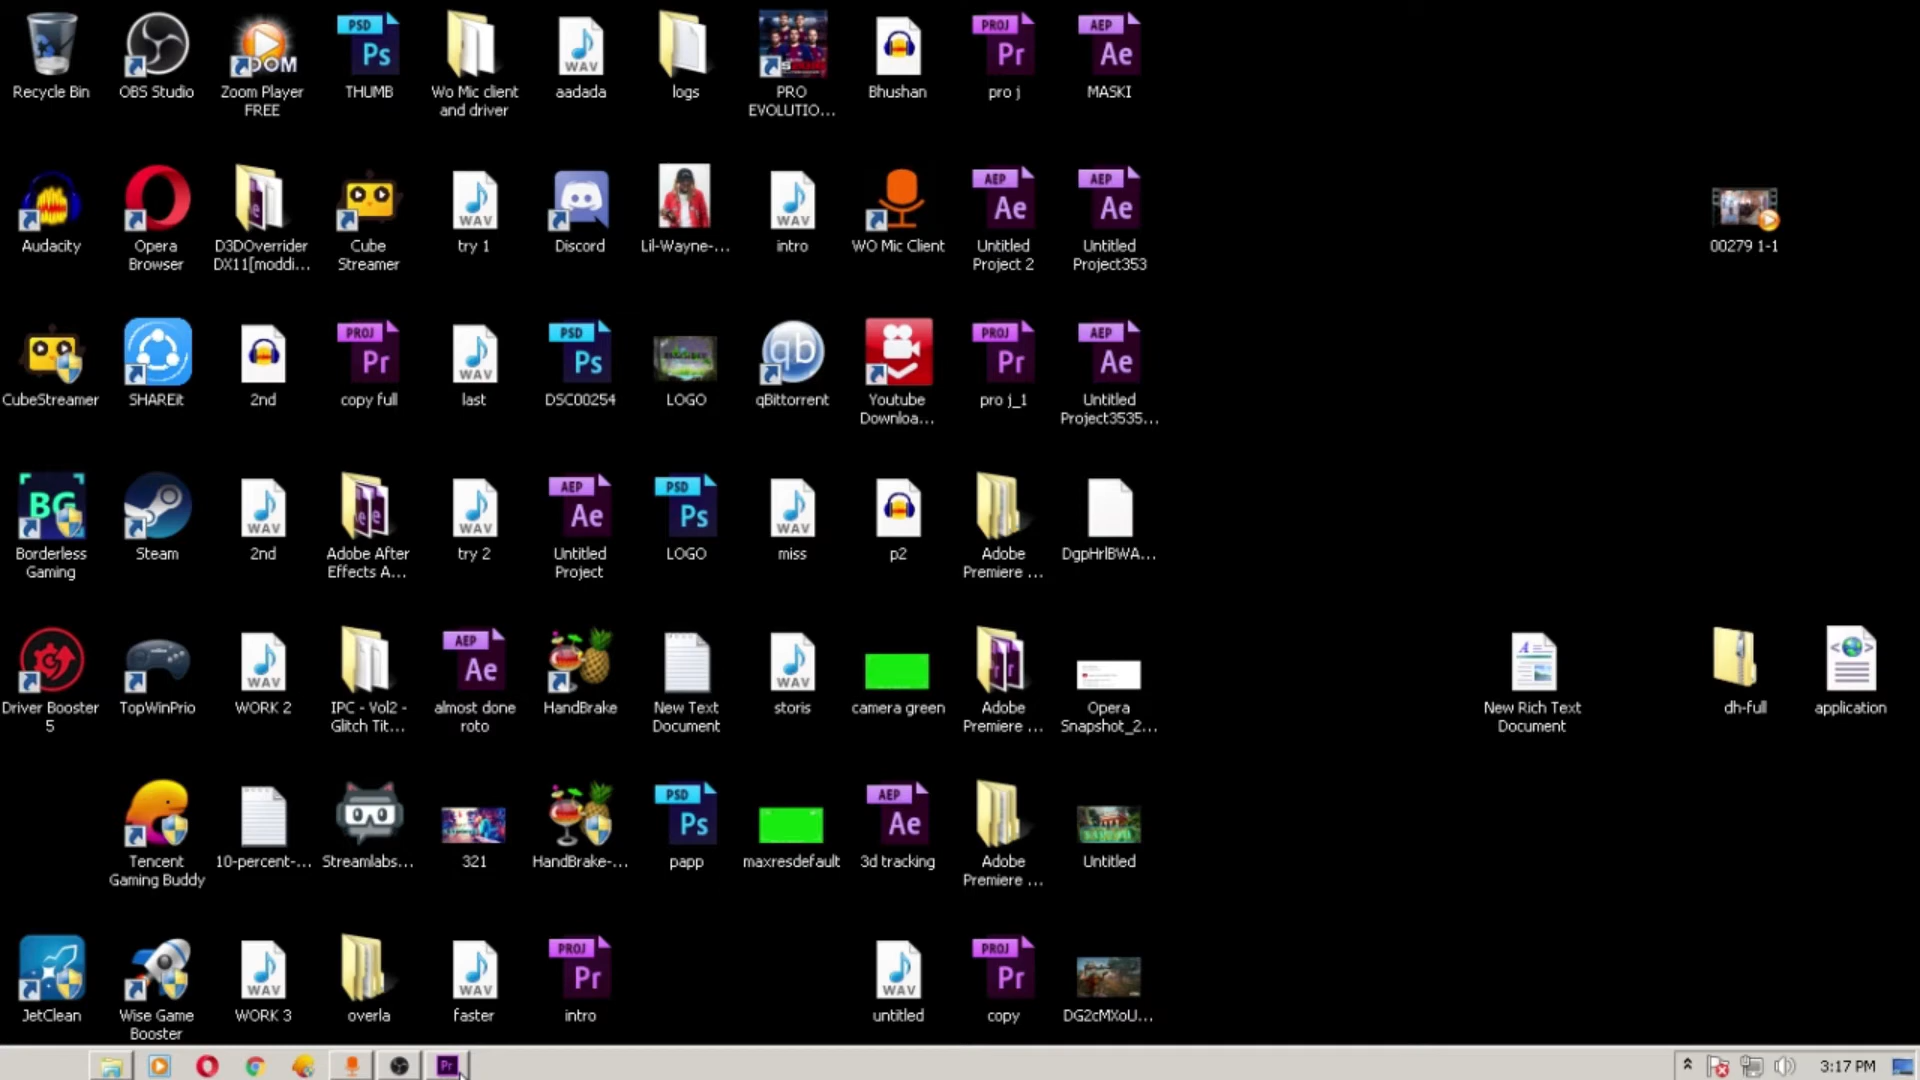 Recycle Bin
OBS Studio
Zoom Player
FREE
THUMB
Wo Mic client
and driver
aadada
logs
PRO
EVOLUTIO...
Bhushan
pro j
MASKI
Audacity
Opera
Browser
D3DOverrider
DX11[moddi...
Cube
Streamer
try 1
Discord
Lil-Wayne-...
intro
WO Mic Client
Untitled
Project 2
Untitled
Project353
00279 1-1
CubeStreamer
SHAREit
2nd
copy full
last
DSC00254
LOGO
qBittorrent
Youtube
Downloa...
pro j_1
Untitled
Project3535...
Borderless
Gaming
Steam
2nd
Adobe After
Effects A...
try 2
Untitled
Project
LOGO
miss
p2
Adobe
Premiere ...
DgpHrlBWA...
Driver Booster
5
TopWinPrio
WORK 2
IPC - Vol2 -
Glitch Tit...
almost done
roto
HandBrake
New Text
Document
storis
camera green
Adobe
Premiere ...
Opera
Snapshot_2...
New Rich Text
Document
dh-full
application
Tencent
Gaming Buddy
10-percent-...
Streamlabs...
321
HandBrake-...
papp
maxresdefault
3d tracking
Adobe
Premiere ...
Untitled
JetClean
Wise Game
Booster
WORK 3
overla
faster
intro
untitled
copy
DG2cMXoU...
3:17 PM